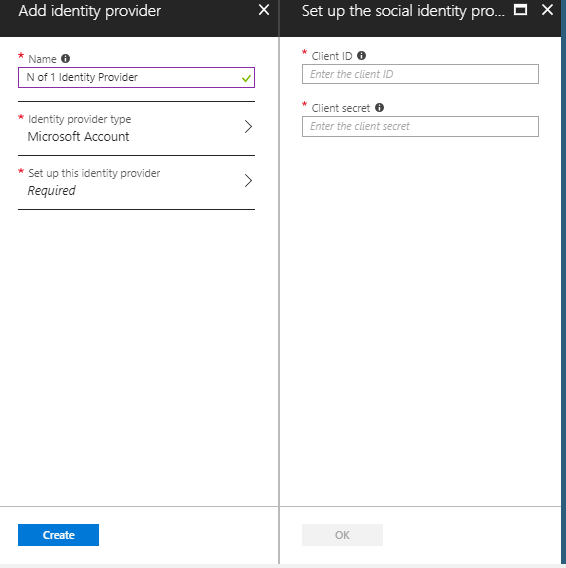 Add identity provider
* Name
N of 1 Identity Provider
* Identity provider type
Microsoft Account
* Set up this identity provider
Required
Create
Set up the social identity pro...
* Client ID
Enter the client ID
* Client secret
Enter the client secret
OK